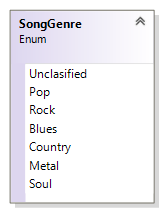 SongGenre
Enum
Unclasified
Pop
Rock
Blues
Country
Metal
Soul